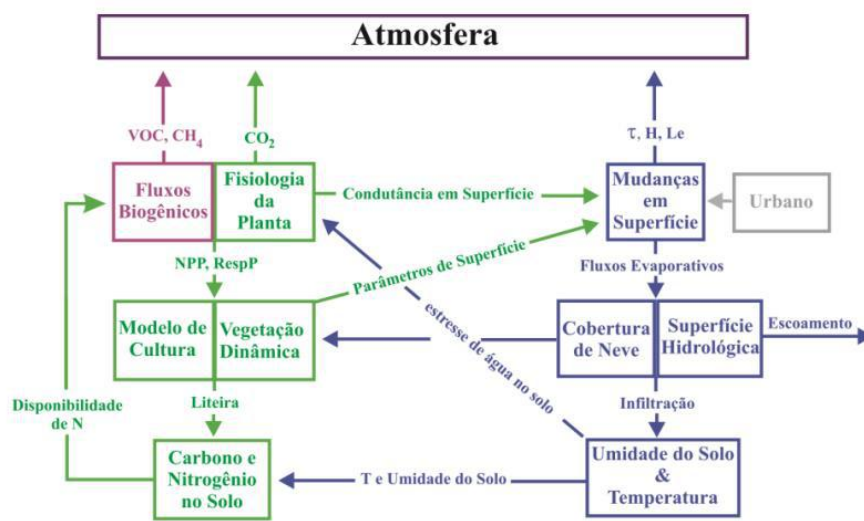 Atmosfera
VOC, CH4
CO2
τ, H, Le
Fluxos
Biogênicos
Fisiologia
da
Planta
Condutância em Superfície
Mudanças
em
Superfície
Urbano
NPP, RespP
Parâmetros de Superfície
Fluxos Evaporativos
estresse de água no solo
Modelo de
Cultura
Vegetação
Dinâmica
Cobertura
de Neve
Superfície
Hidrológica
Escoamento
Disponibilidade
de N
Liteira
Infiltração
Carbono e
Nitrogênio
no Solo
T e Umidade do Solo
Umidade do Solo
&
Temperatura